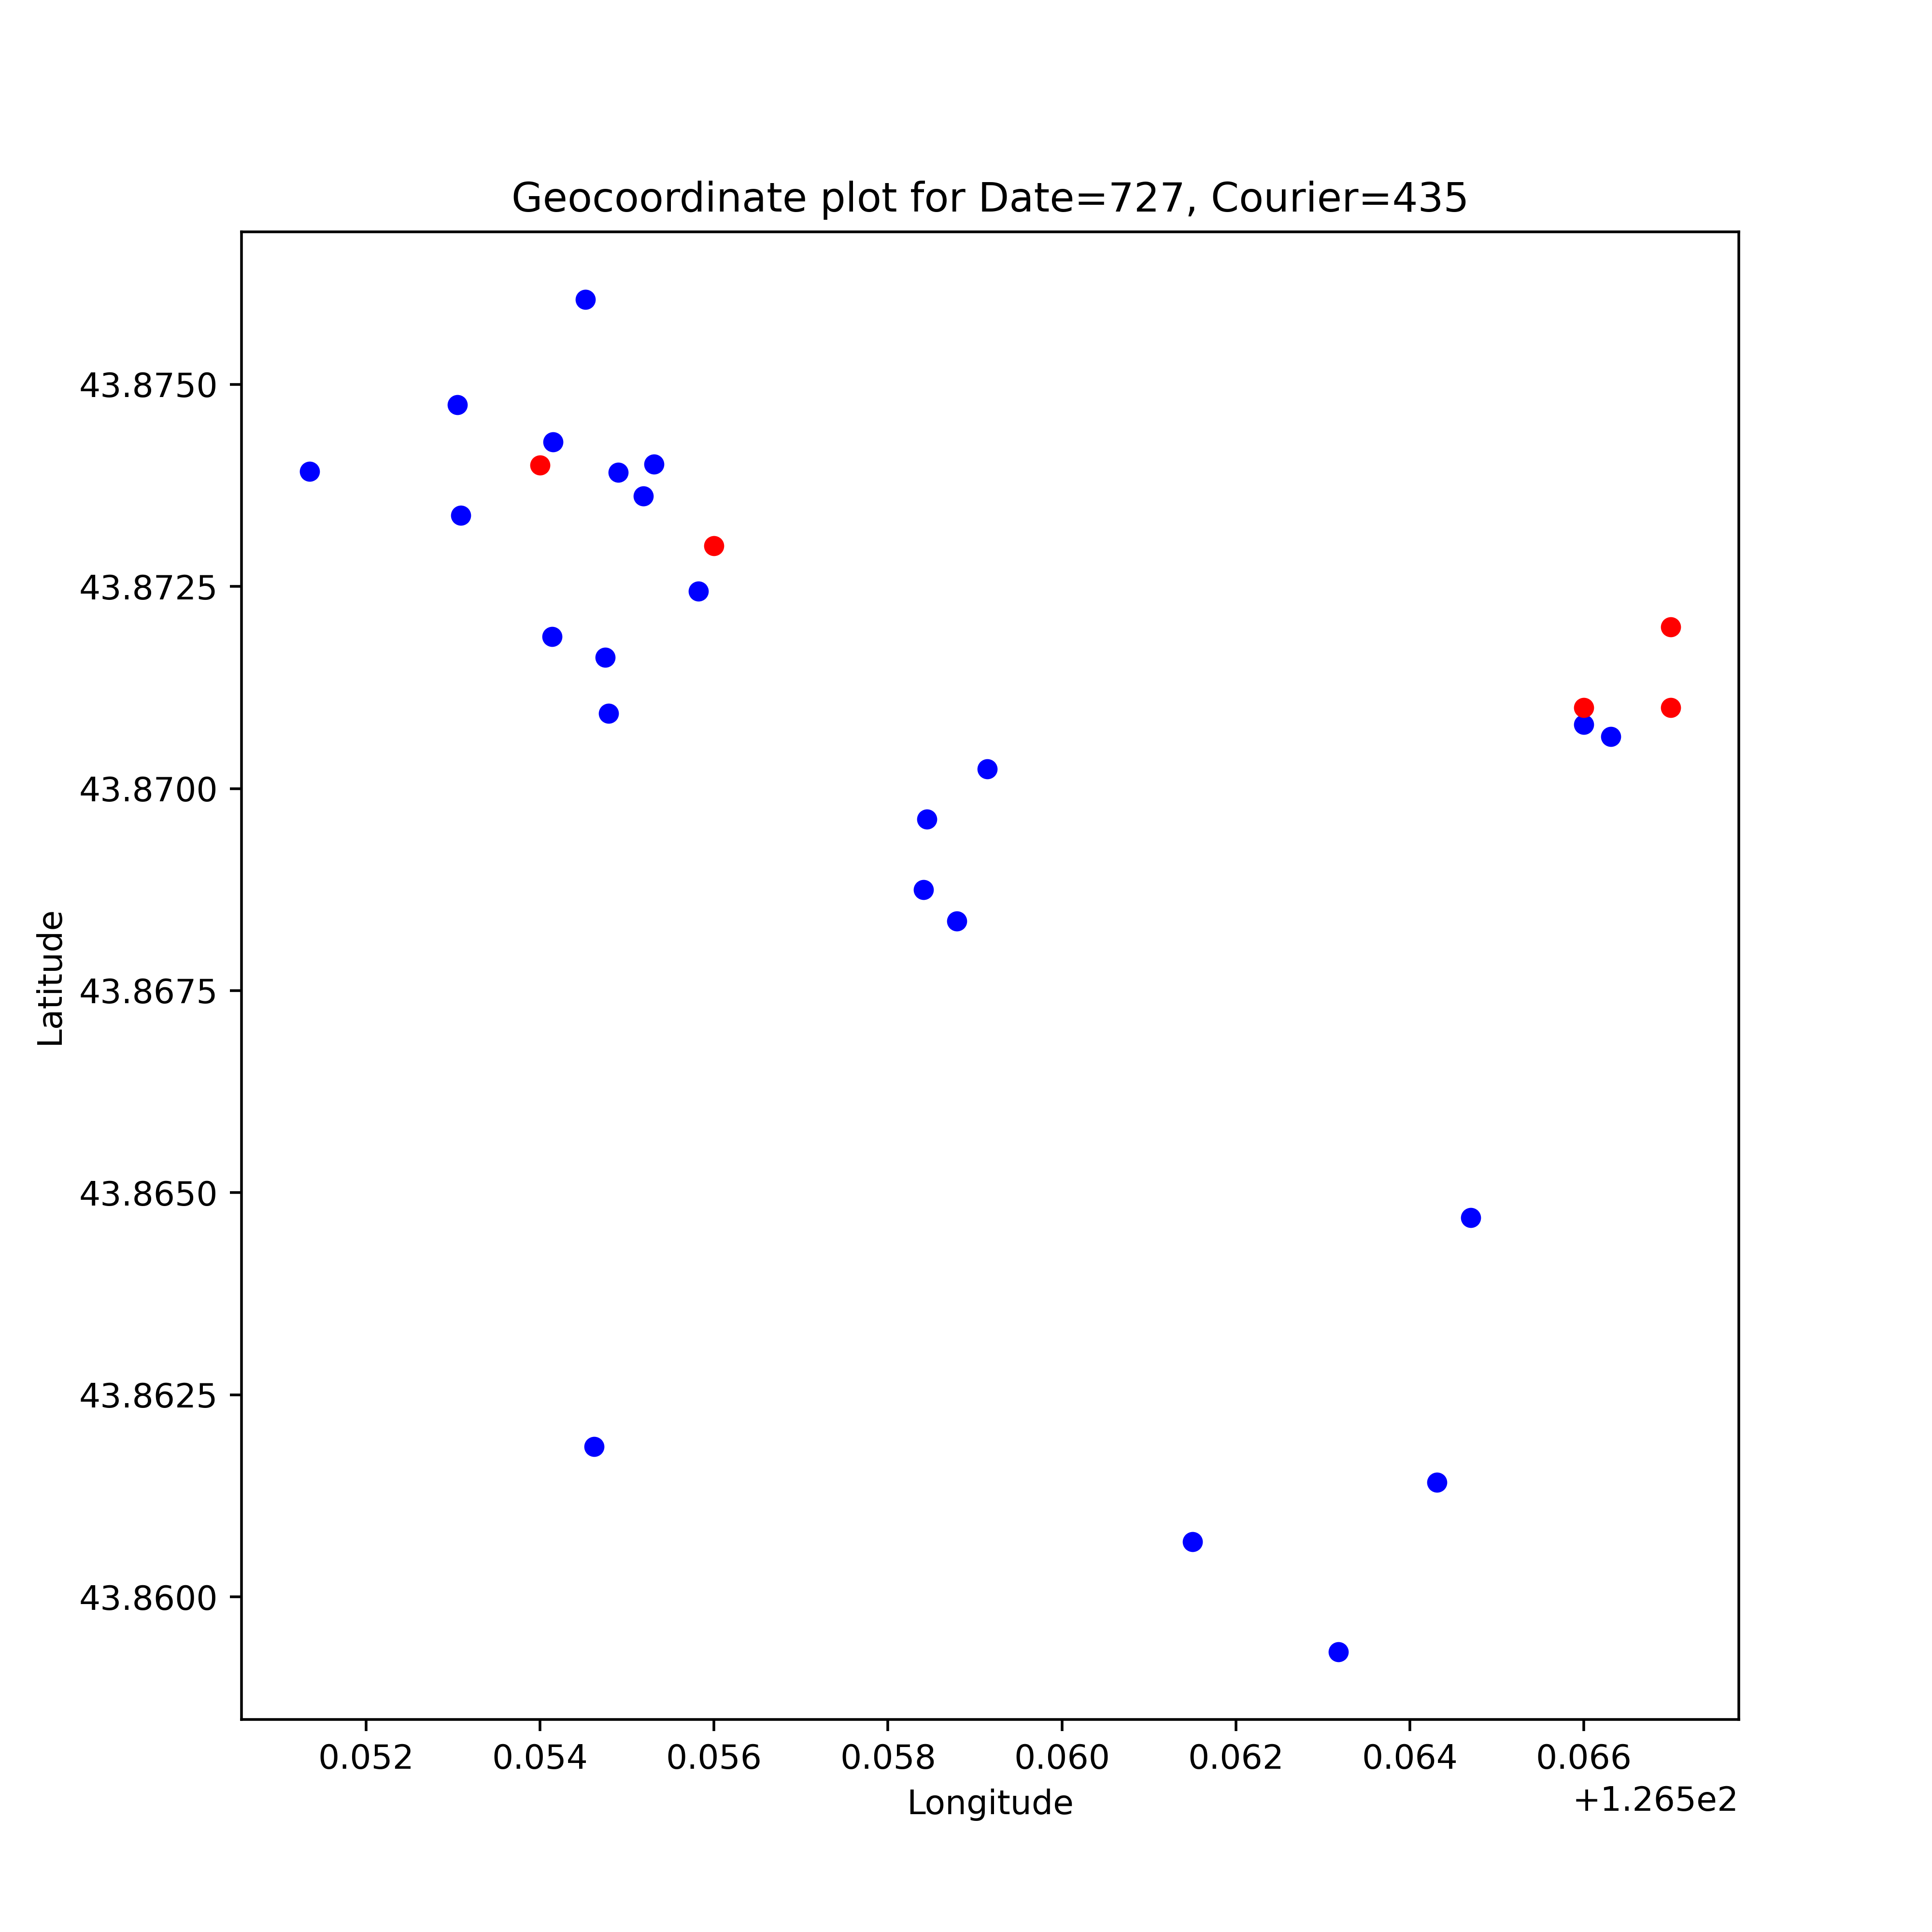 Geocoordinate plot for Date=727, Courier=435
43.8750
43.8725
43.8700
43.8675
43.8650
43.8625
43.8600
Latitude
0.052 0.054 0.056 0.058 0.060 0.062 0.064 0.066
+1.265e2
Longitude